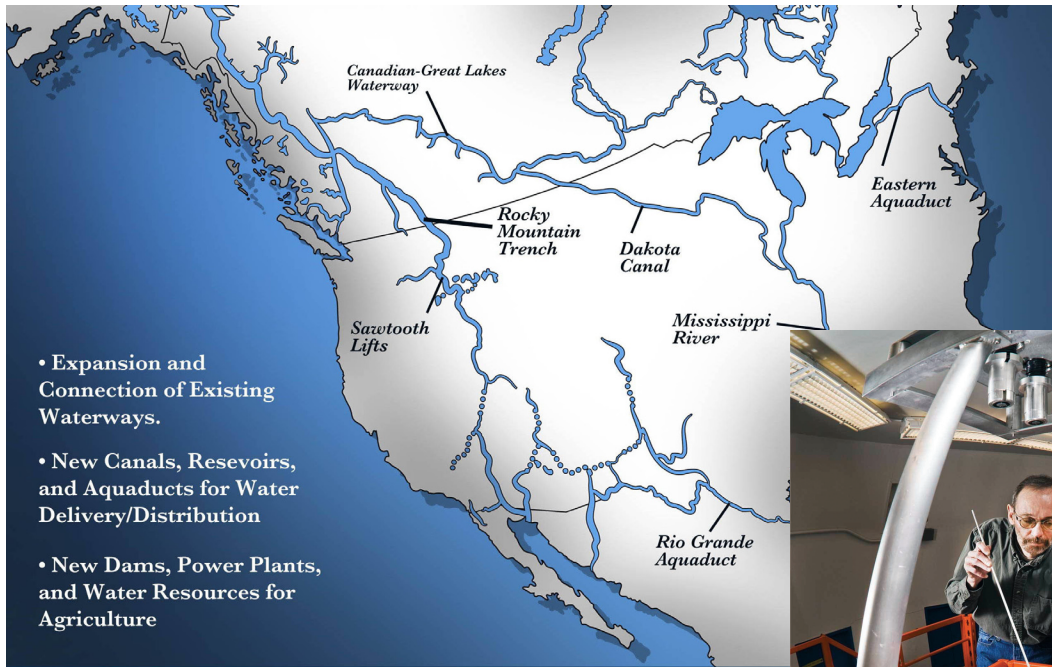 Canadian-Great Lakes
Waterway
Eastern
Aquaduct
Rocky
Mountain
Trench
Dakota
Canal
Sawtooth
Lifts
Mississippi
River
• Expansion and
Connection of Existing
Waterways.
• New Canals, Resevoirs,
and Aquaducts for Water
Delivery/Distribution
Rio Grande
Aquaduct
• New Dams, Power Plants,
and Water Resources for
Agriculture